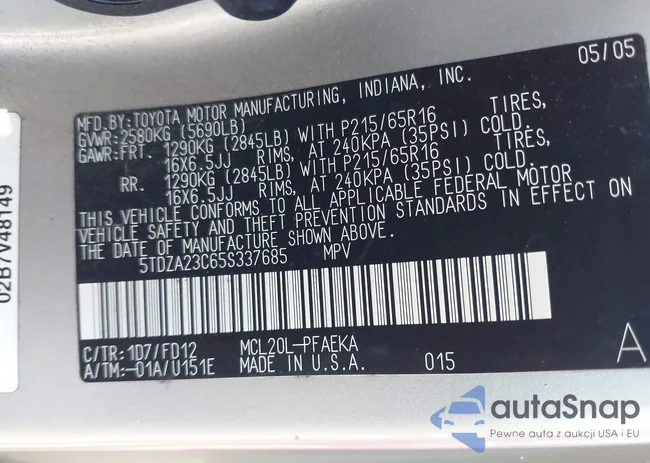 05/05
MFD.BY:TOYOTA MOTOR MANUFACTURING, INDIANA, INC.
GVWR:2580KG (5690LB)
GAWR:FRT. 1290KG (2845LB) WITH P215/65R16 TIRES,
16X6.5JJ RIMS, AT 240KPA (35PSI) COLD.
RR. 1290KG (2845LB) WITH P215/65R16 TIRES,
16X6.5JJ RIMS, AT 240KPA (35PSI) COLD.
THIS VEHICLE CONFORMS TO ALL APPLICABLE FEDERAL MOTOR
VEHICLE SAFETY AND THEFT PREVENTION STANDARDS IN EFFECT ON
THE DATE OF MANUFACTURE SHOWN ABOVE.
5TDZA23C65S337685 MPV
C/TR:1D7/FD12 MCL20L-PFAEKA
A/TM:-01A/U151E MADE IN U.S.A. 015
A
02B7V48149
autaSnap
Pewne auta z aukcji USA i EU